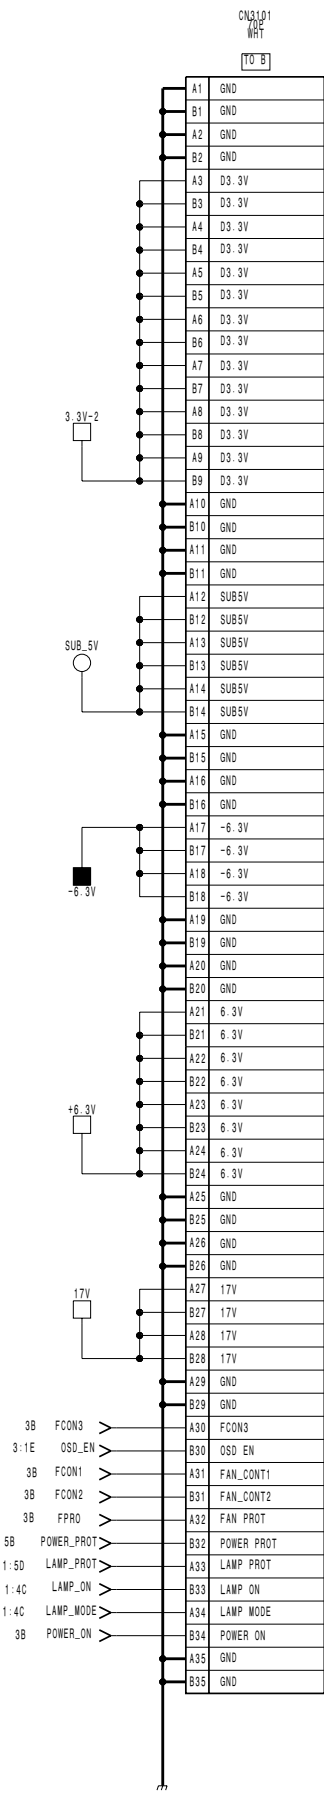 CN3101
70P
WHT
TO B
A1 GND
B1 GND
A2 GND
B2 GND
A3 D3.3V
B3 D3.3V
A4 D3.3V
B4 D3.3V
A5 D3.3V
B5 D3.3V
A6 D3.3V
B6 D3.3V
A7 D3.3V
B7 D3.3V
3.3V-2
A8 D3.3V
B8 D3.3V
A9 D3.3V
B9 D3.3V
A10 GND
B10 GND
A11 GND
B11 GND
A12 SUB5V
B12 SUB5V
SUB_5V
A13 SUB5V
B13 SUB5V
A14 SUB5V
B14 SUB5V
A15 GND
B15 GND
A16 GND
B16 GND
A17 -6.3V
B17 -6.3V
A18 -6.3V
-6.3V
B18 -6.3V
A19 GND
B19 GND
A20 GND
B20 GND
A21 6.3V
B21 6.3V
A22 6.3V
B22 6.3V
+6.3V
A23 6.3V
B23 6.3V
A24 6.3V
B24 6.3V
A25 GND
B25 GND
A26 GND
B26 GND
17V
A27 17V
B27 17V
A28 17V
B28 17V
A29 GND
B29 GND
3B FCON3 A30 FCON3
3:1E OSD_EN B30 OSD EN
3B FCON1 A31 FAN_CONT1
3B FCON2 B31 FAN_CONT2
3B FPRO A32 FAN PROT
5B POWER_PROT B32 POWER PROT
1:5D LAMP_PROT A33 LAMP PROT
1:4C LAMP_ON B33 LAMP ON
1:4C LAMP_MODE A34 LAMP MODE
3B POWER_ON B34 POWER ON
A35 GND
B35 GND